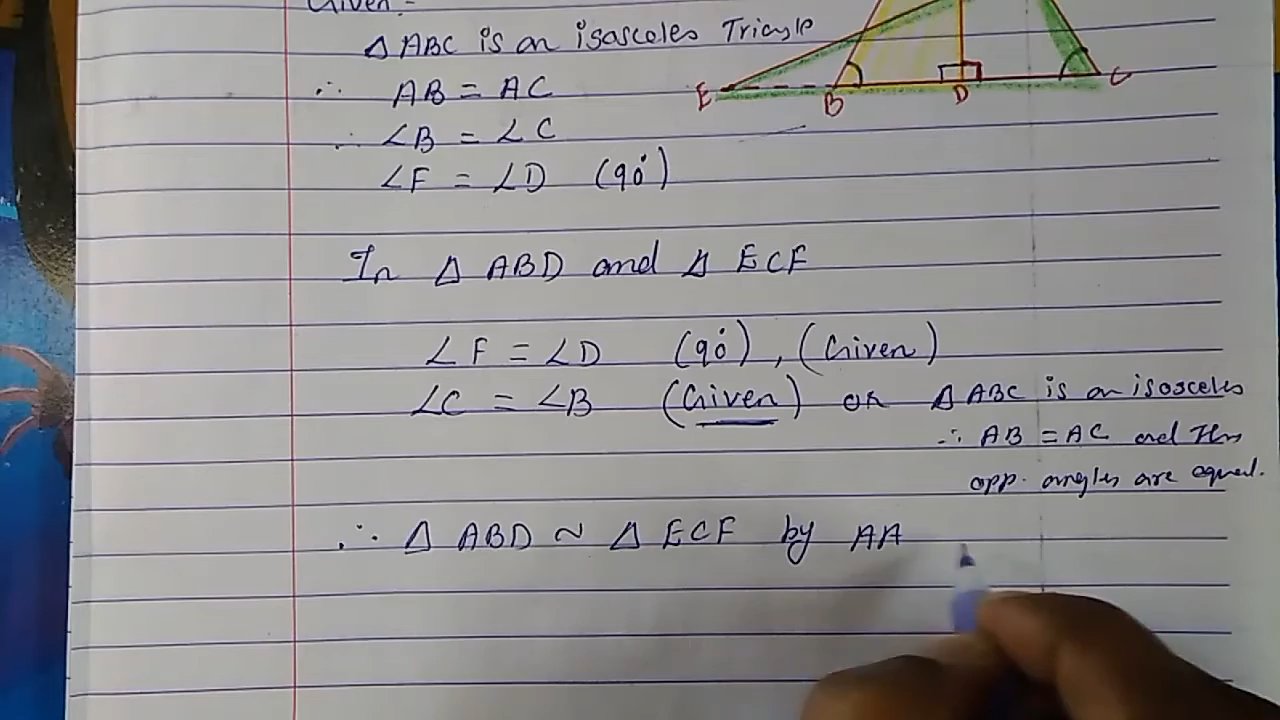 Given:-
Δ ABC is an isosceles Triangle
∴ AB = AC
∴ ∠B = ∠C
∠F = ∠D (90°)
E B D C
In Δ ABD and Δ ECF
∠F = ∠D (90°), (Given)
∠C = ∠B (Given) or Δ ABC is an isosceles
∴ AB = AC and Ths
opp. angles are equal.
∴ Δ ABD ~ Δ ECF by AA